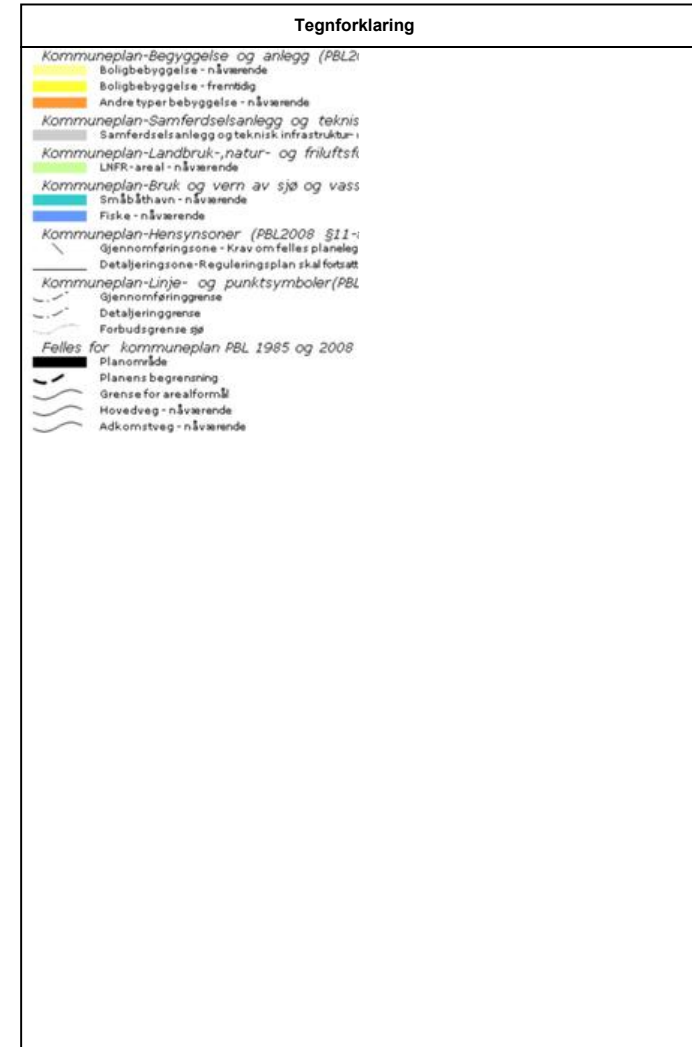 Tegnforklaring
Kommuneplan-Begyggelse og anlegg (PBL2
Boligbebyggelse - nåværende
Boligbebyggelse - fremtidig
Andre typer bebyggelse - nåværende
Kommuneplan-Samferdselsanlegg og teknis
Samferdselsanlegg og teknisk infrastruktur-
Kommuneplan-Landbruk-,natur- og friluftsf
LNFR-areal - nåværende
Kommuneplan-Bruk og vern av sjø og vass
Småbåthavn - nåværende
Fiske - nåværende
Kommuneplan-Hensynsoner (PBL2008 §11-
Gjennomføringsone - Krav om felles planeleg
Detaljeringsone-Reguleringsplan skal fortsatt
Kommuneplan-Linje- og punktsymboler(PBL
Gjennomføringgrense
Detaljeringgrense
Forbudsgrense sjø
Felles for kommuneplan PBL 1985 og 2008
Planområde
Planens begrensning
Grense for arealformål
Hovedveg - nåværende
Adkomstveg - nåværende